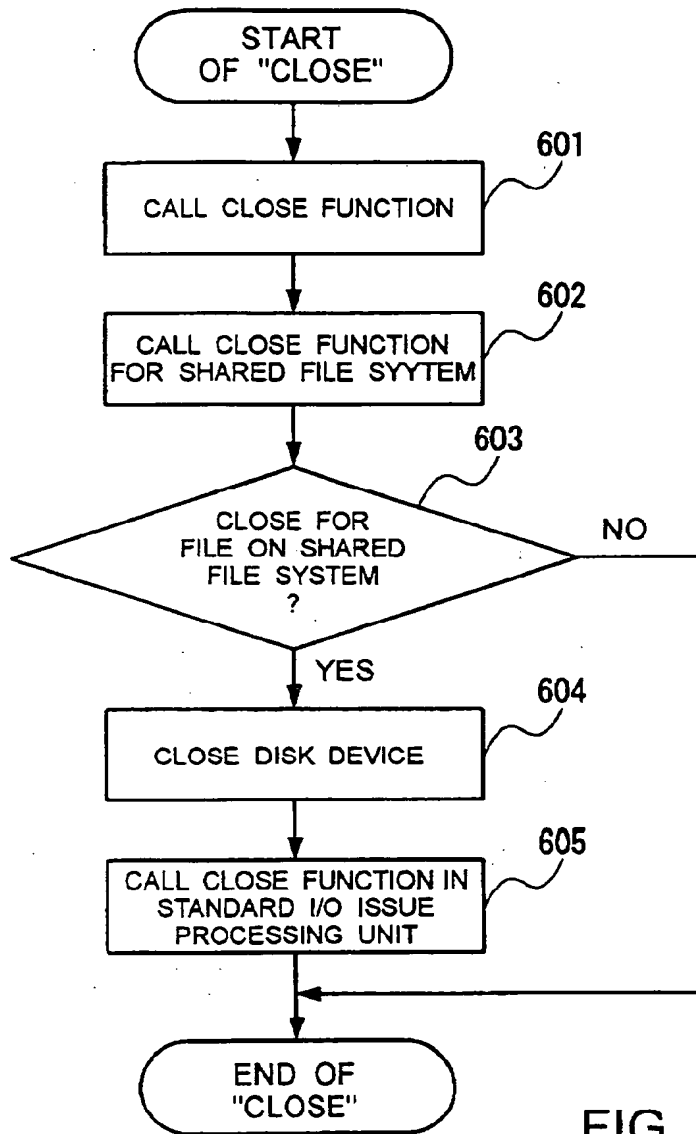 START
OF "CLOSE"
601
CALL CLOSE FUNCTION
602
CALL CLOSE FUNCTION
FOR SHARED FILE SYYTEM
603
CLOSE FOR
FILE ON SHARED
FILE SYSTEM
?
NO
YES
604
CLOSE DISK DEVICE
605
CALL CLOSE FUNCTION IN
STANDARD I/O ISSUE
PROCESSING UNIT
END OF
"CLOSE"
FIG